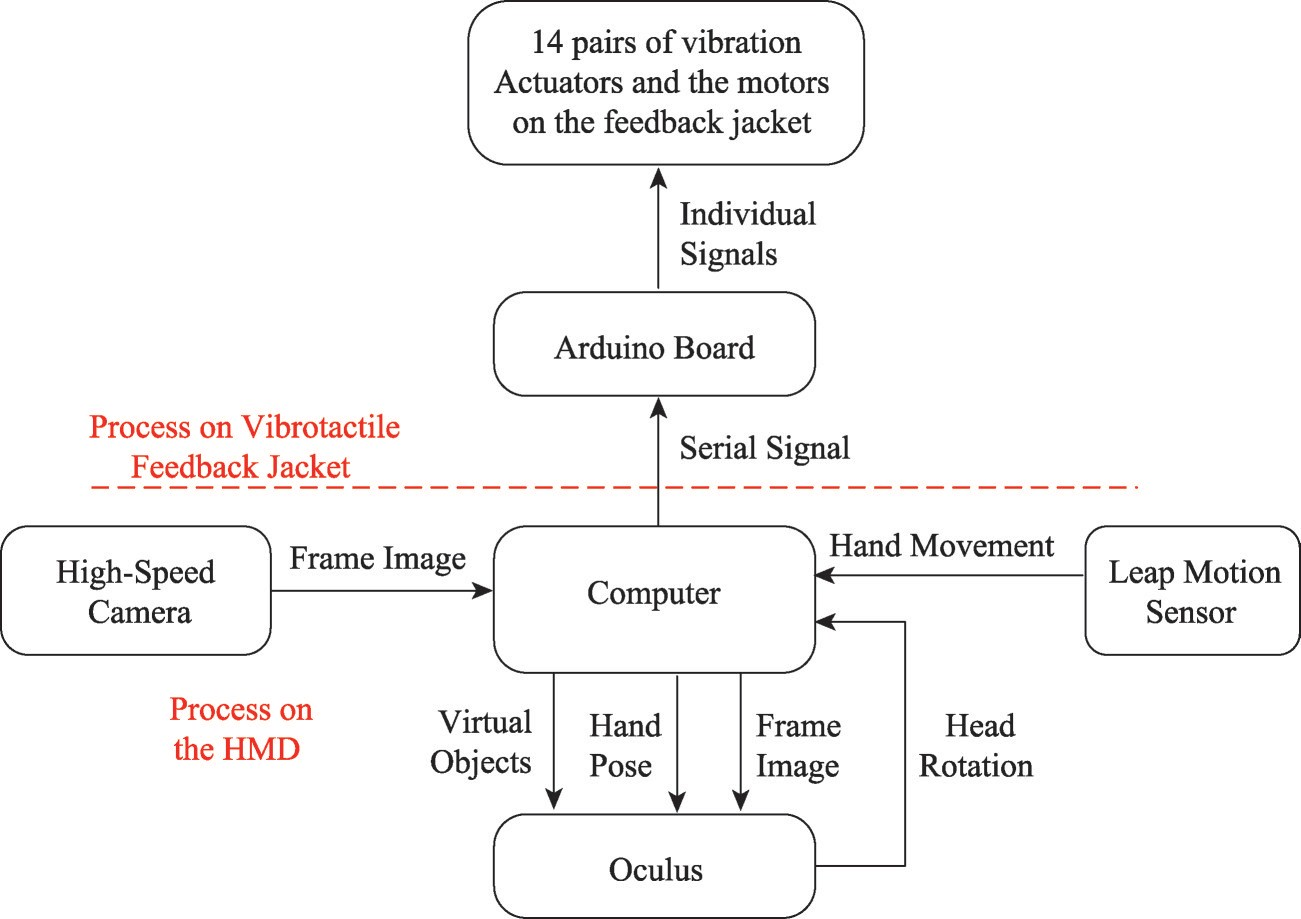 14 pairs of vibration
Actuators and the motors
on the feedback jacket
Individual
Signals
Arduino Board
Process on Vibrotactile
Feedback Jacket
Serial Signal
High-Speed
Camera
Frame Image
Computer
Hand Movement
Leap Motion
Sensor
Process on
the HMD
Virtual
Objects
Hand
Pose
Frame
Image
Head
Rotation
Oculus